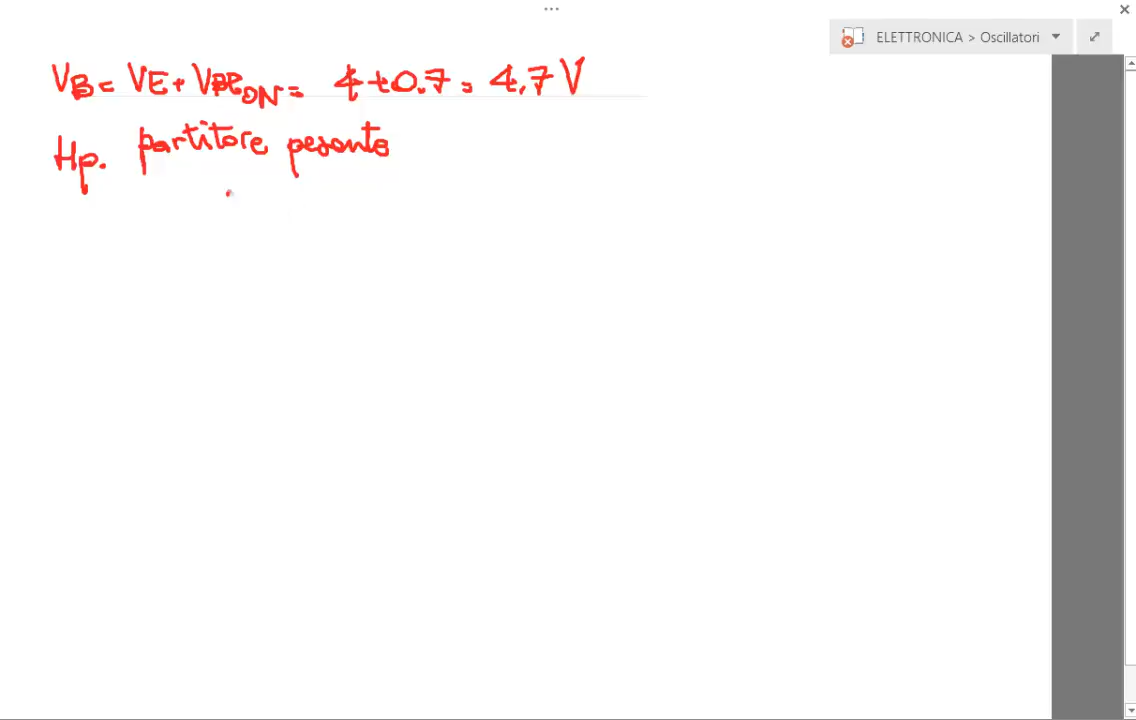 ELETTRONICA > Oscillatori
VB = VE + VBEON = 4 + 0.7 = 4.7 V
Hp. partitore pesante